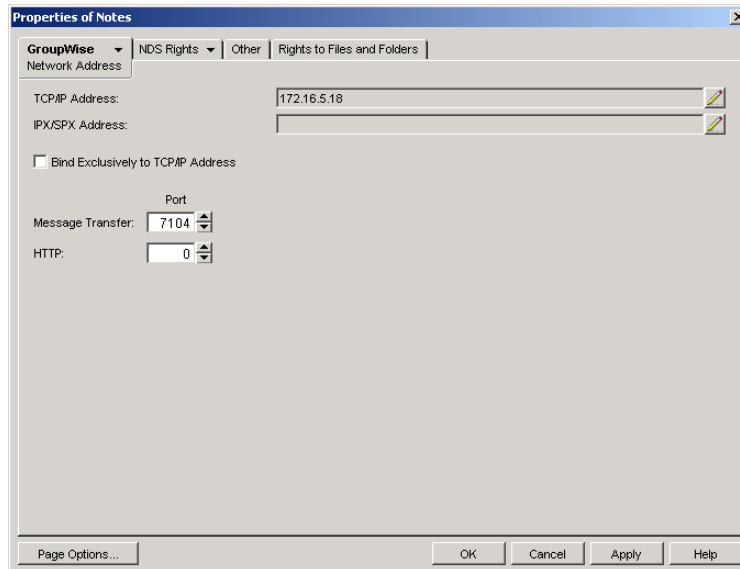 Properties of Notes
GroupWise NDS Rights Other Rights to Files and Folders
Network Address
TCP/IP Address: 172.16.5.18
IPX/SPX Address:
Bind Exclusively to TCP/IP Address
Port
Message Transfer: 7104
HTTP: 0
Page Options... OK Cancel Apply Help